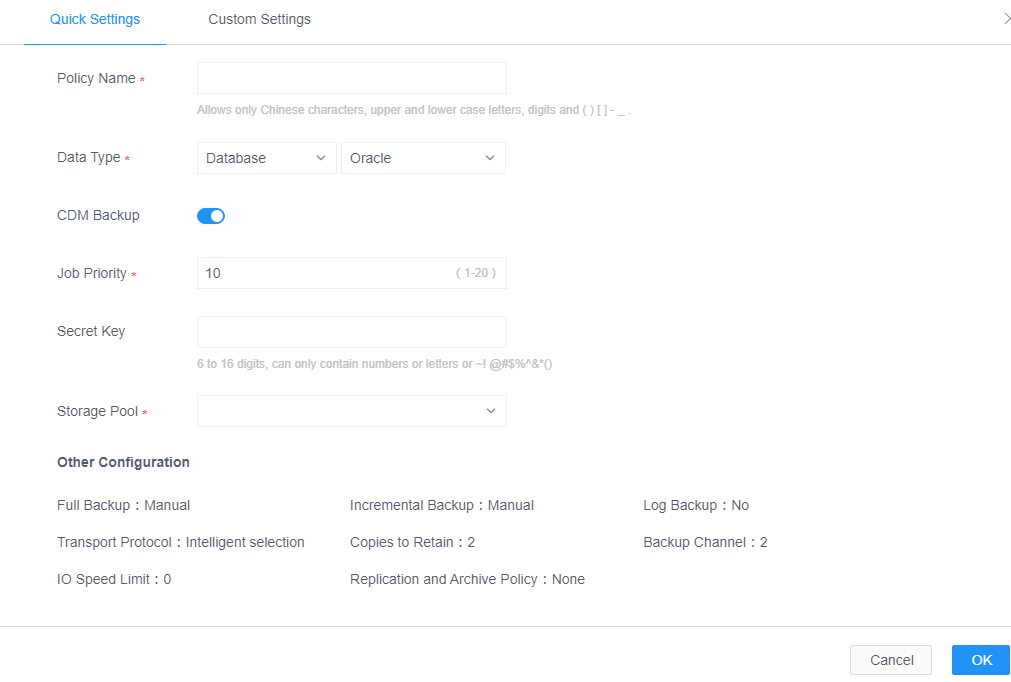 Quick Settings Custom Settings
Policy Name *
Allows only Chinese characters, upper and lower case letters, digits and ( ) [ ] - _ .
Data Type * Database Oracle
CDM Backup
Job Priority * 10 ( 1-20 )
Secret Key
6 to 16 digits, can only contain numbers or letters or ~! @#$%^&*()
Storage Pool *
Other Configuration
Full Backup：Manual Incremental Backup：Manual Log Backup：No
Transport Protocol：Intelligent selection Copies to Retain：2 Backup Channel：2
IO Speed Limit：0 Replication and Archive Policy：None
Cancel OK